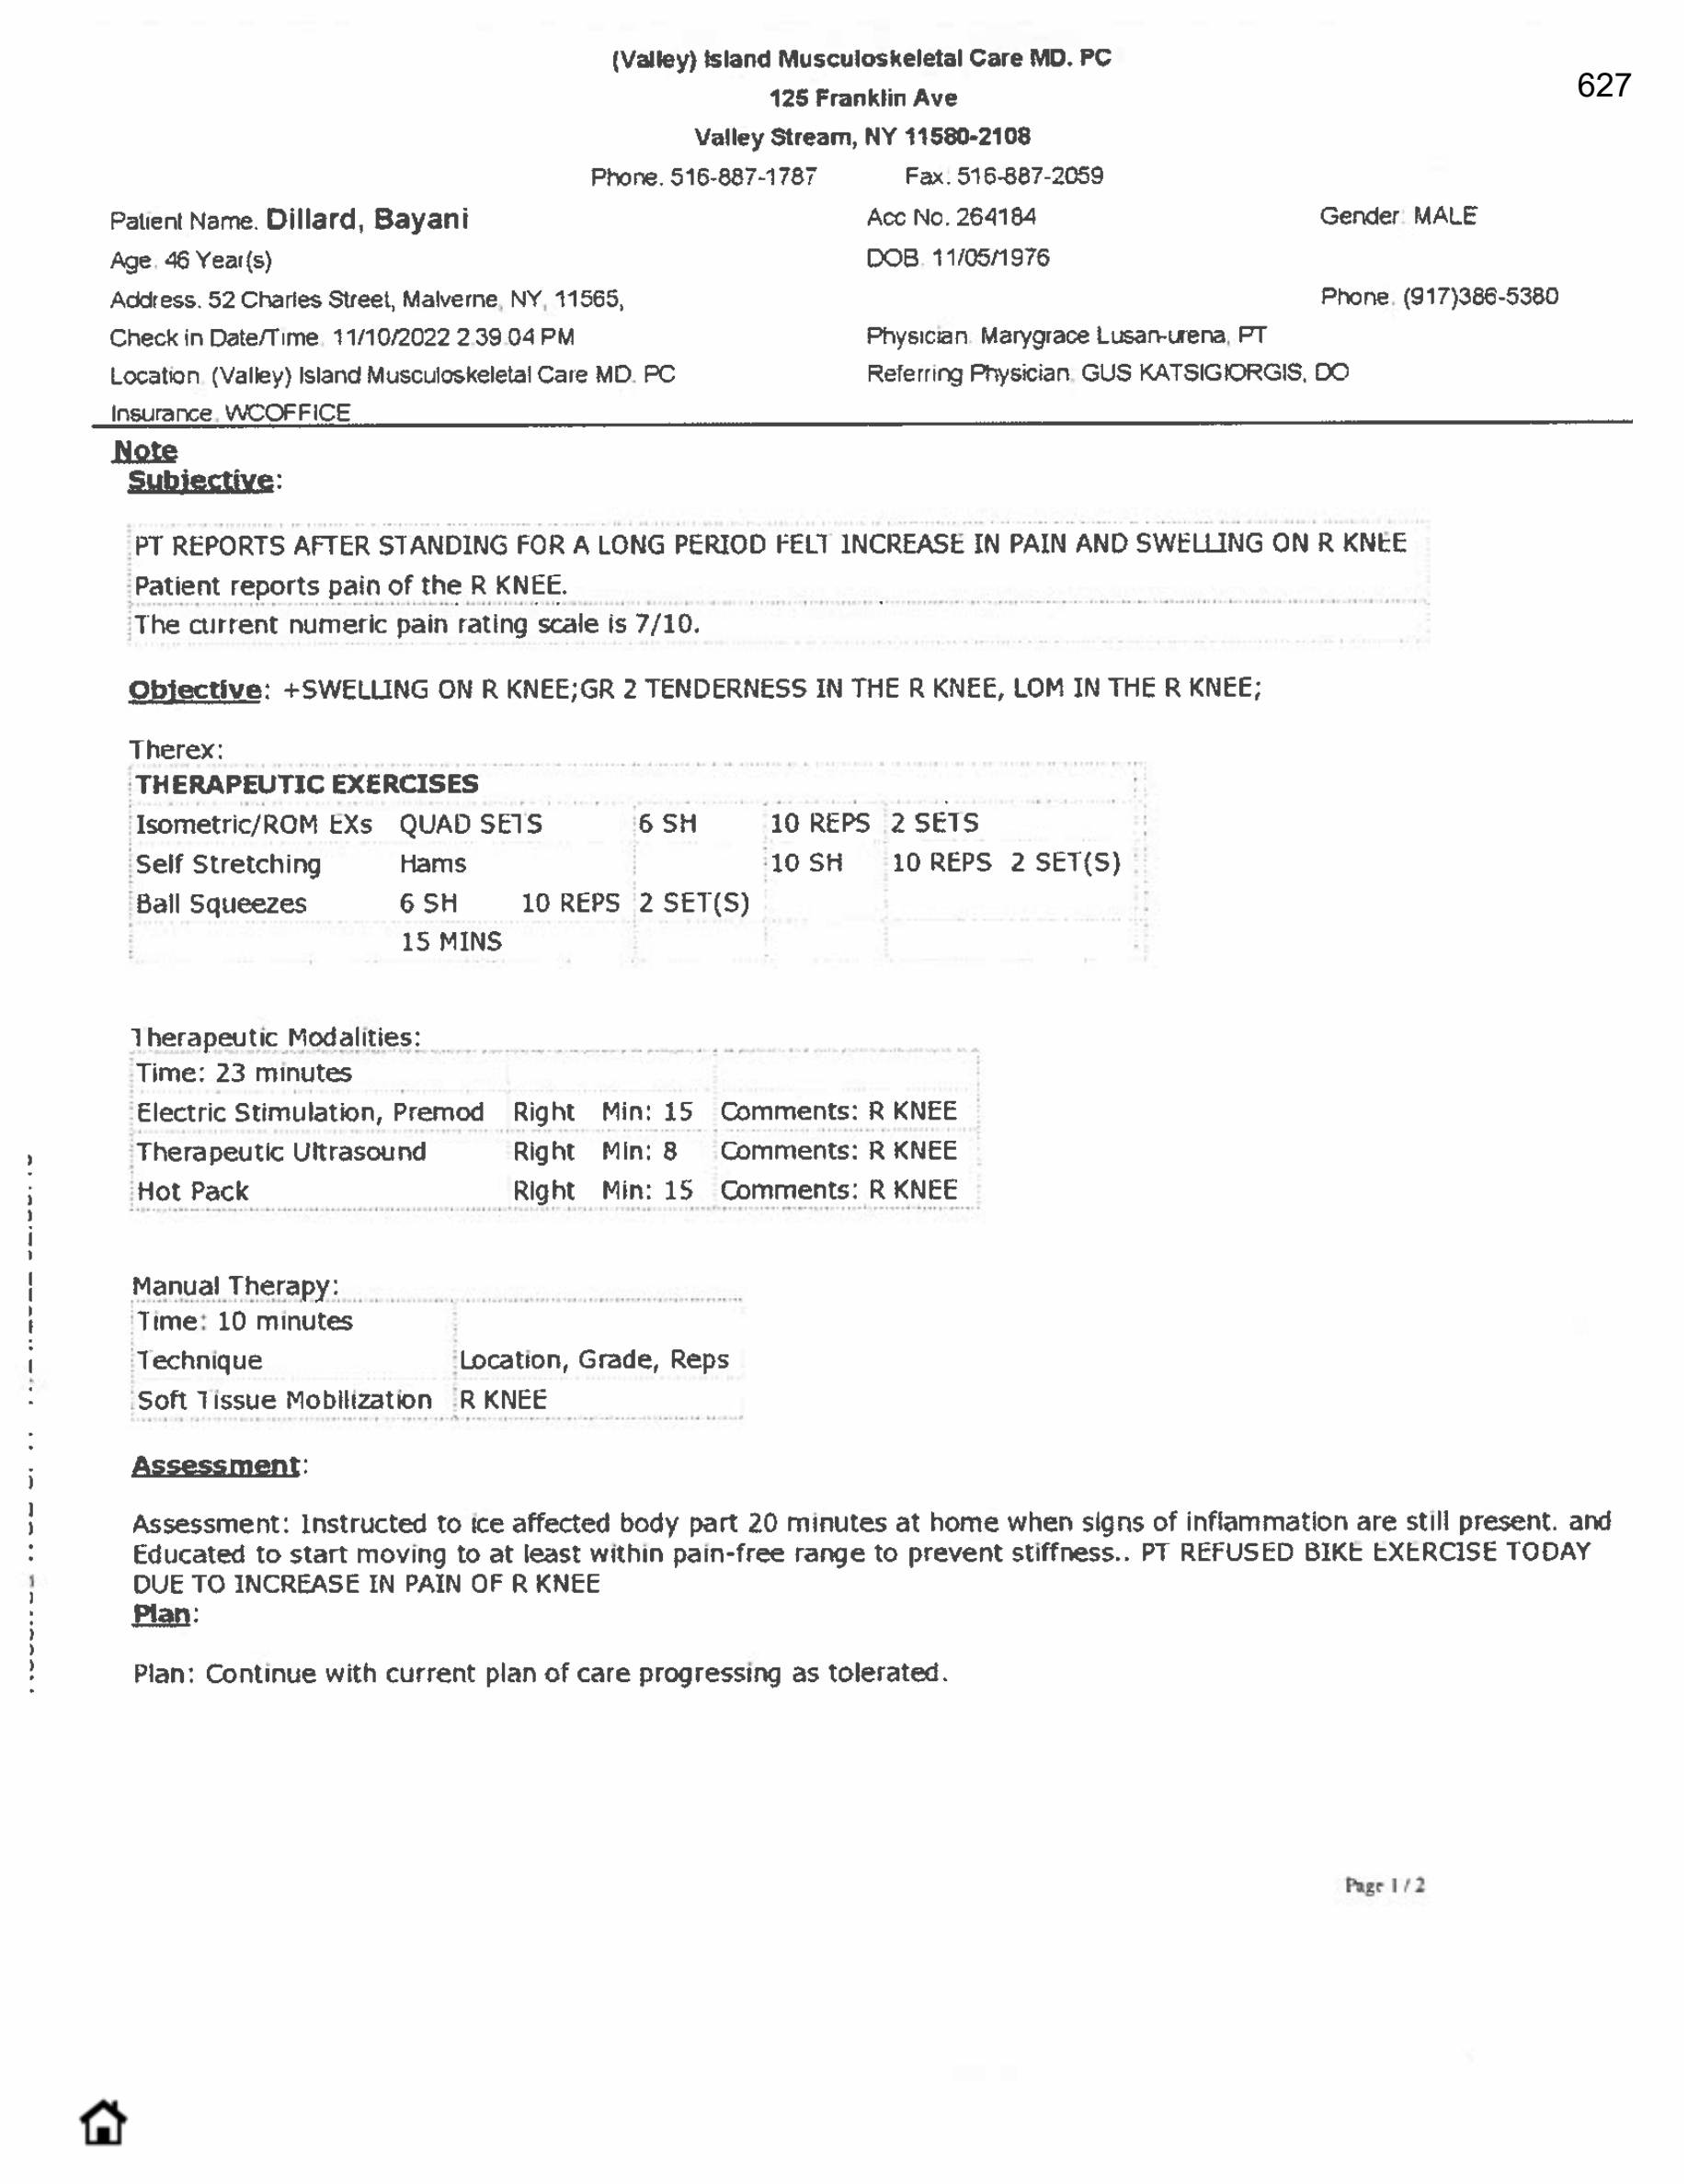 (Valley) Island Musculoskeletal Care MD. PC
627
125 Franklin Ave
Valley Stream, NY 11580-2108
Phone. 516-887-1787 Fax. 516-887-2059
Patient Name. Dillard, Bayani Acc No. 264184 Gender: MALE
Age. 46 Year(s) DOB. 11/05/1976
Address. 52 Charles Street, Malverne, NY, 11565, Phone. (917)386-5380
Check in Date/Time. 11/10/2022 2.39.04 PM Physician. Marygrace Lusan-urena, PT
Location. (Valley) Island Musculoskeletal Care MD. PC Referring Physician. GUS KATSIGIORGIS, DO
Insurance. WCOFFICE
Note
Subjective:
PT REPORTS AFTER STANDING FOR A LONG PERIOD FELT INCREASE IN PAIN AND SWELLING ON R KNEE
Patient reports pain of the R KNEE.
The current numeric pain rating scale is 7/10.
Objective: +SWELLING ON R KNEE;GR 2 TENDERNESS IN THE R KNEE, LOM IN THE R KNEE;
Therex:
THERAPEUTIC EXERCISES
Isometric/ROM EXs QUAD SETS 6 SH 10 REPS 2 SETS
Self Stretching Hams 10 SH 10 REPS 2 SET(S)
Ball Squeezes 6 SH 10 REPS 2 SET(S)
15 MINS
Therapeutic Modalities:
Time: 23 minutes
Electric Stimulation, Premod Right Min: 15 Comments: R KNEE
Therapeutic Ultrasound Right Min: 8 Comments: R KNEE
Hot Pack Right Min: 15 Comments: R KNEE
Manual Therapy:
Time: 10 minutes
Technique Location, Grade, Reps
Soft Tissue Mobilization R KNEE
Assessment:
Assessment: Instructed to ice affected body part 20 minutes at home when signs of inflammation are still present. and
Educated to start moving to at least within pain-free range to prevent stiffness.. PT REFUSED BIKE EXERCISE TODAY
DUE TO INCREASE IN PAIN OF R KNEE
Plan:
Plan: Continue with current plan of care progressing as tolerated.
Page 1 / 2